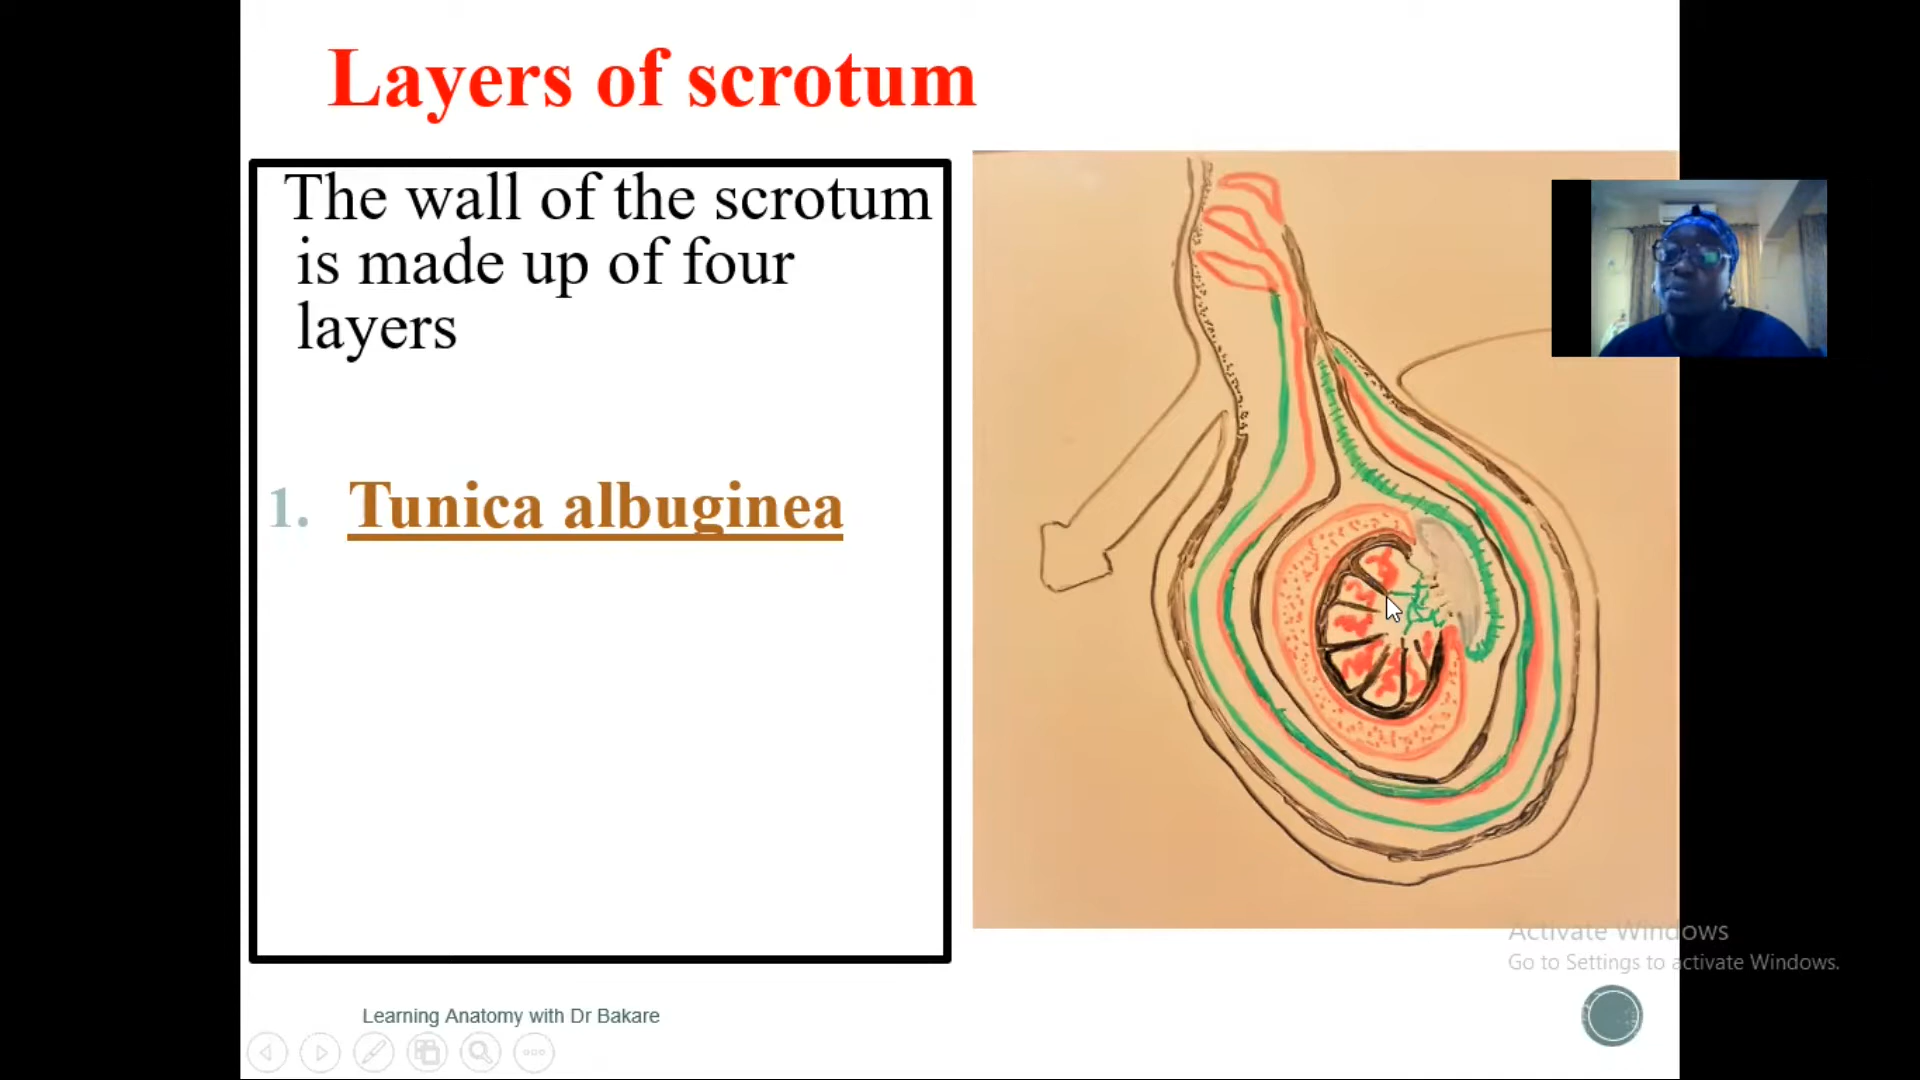 Layers of scrotum
The wall of the scrotum
is made up of four
layers
1. Tunica albuginea
Activate Windows
Go to Settings to activate Windows.
Learning Anatomy with Dr Bakare